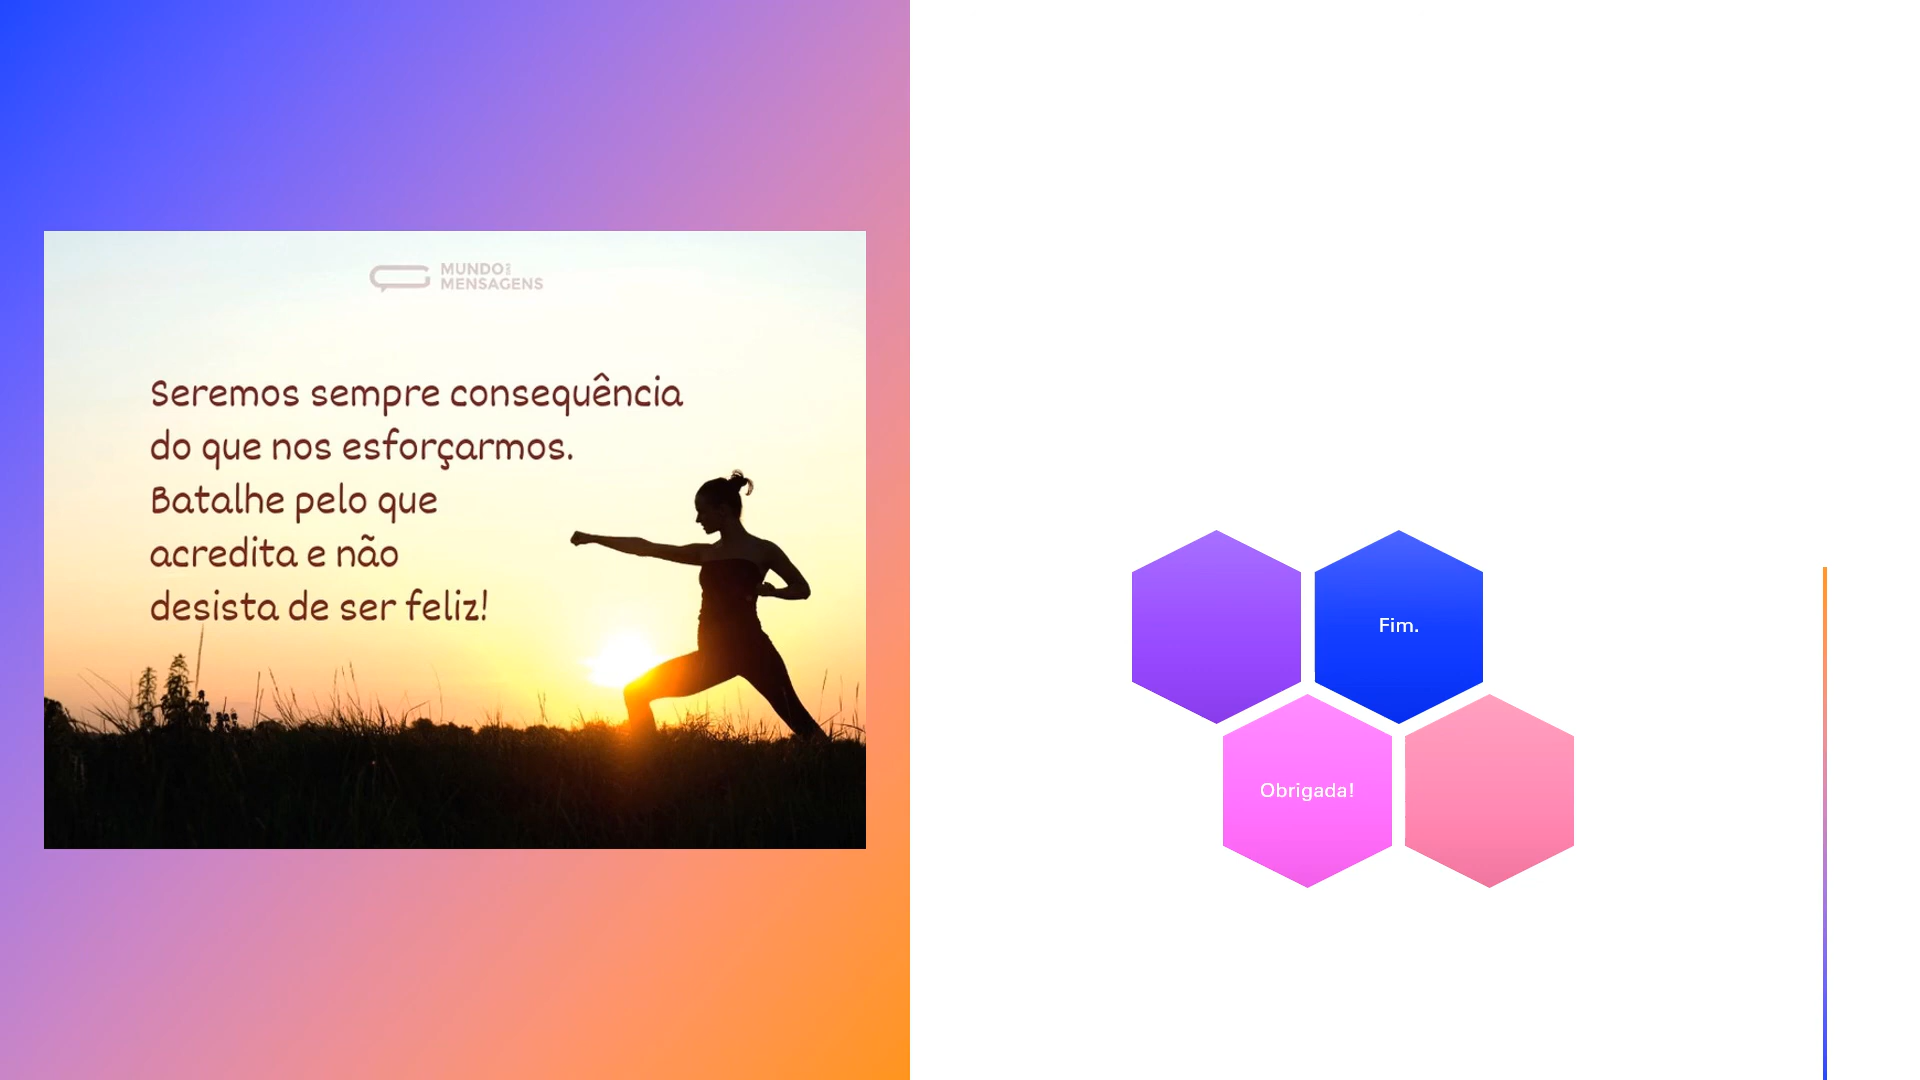 MUNDO DAS
MENSAGENS
Seremos sempre consequência
do que nos esforçarmos.
Batalhe pelo que
acredita e não
desista de ser feliz!
Fim.
Obrigada!